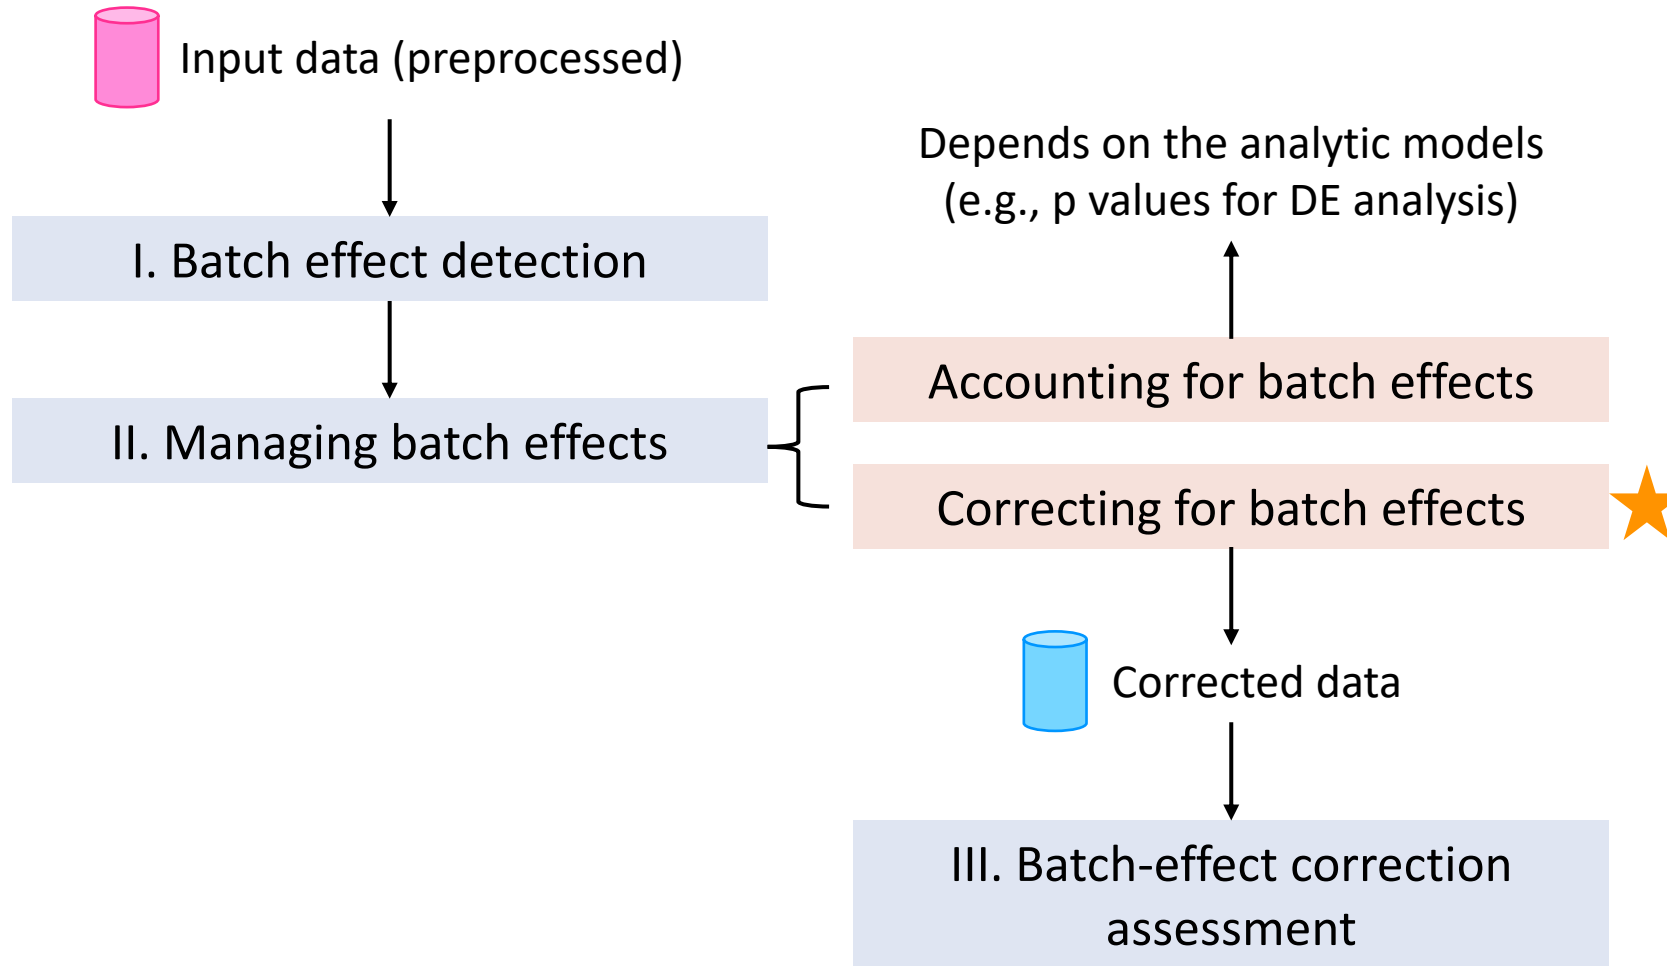 Input data (preprocessed)
I. Batch effect detection
II. Managing batch effects
Depends on the analytic models
(e.g., p values for DE analysis)
Accounting for batch effects
Correcting for batch effects
Corrected data
III. Batch-effect correction
assessment